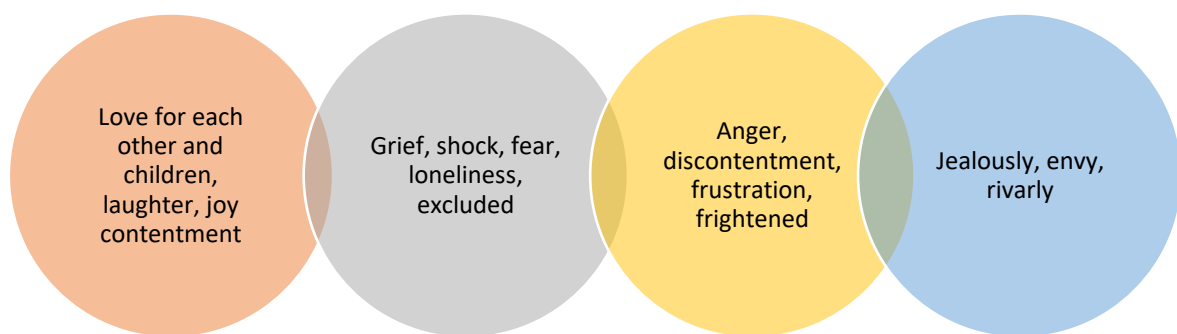 Love for each
other and
children,
laughter, joy
contentment
Grief, shock, fear,
loneliness,
excluded
Anger,
discontentment,
frustration,
frightened
Jealously, envy,
rivarly